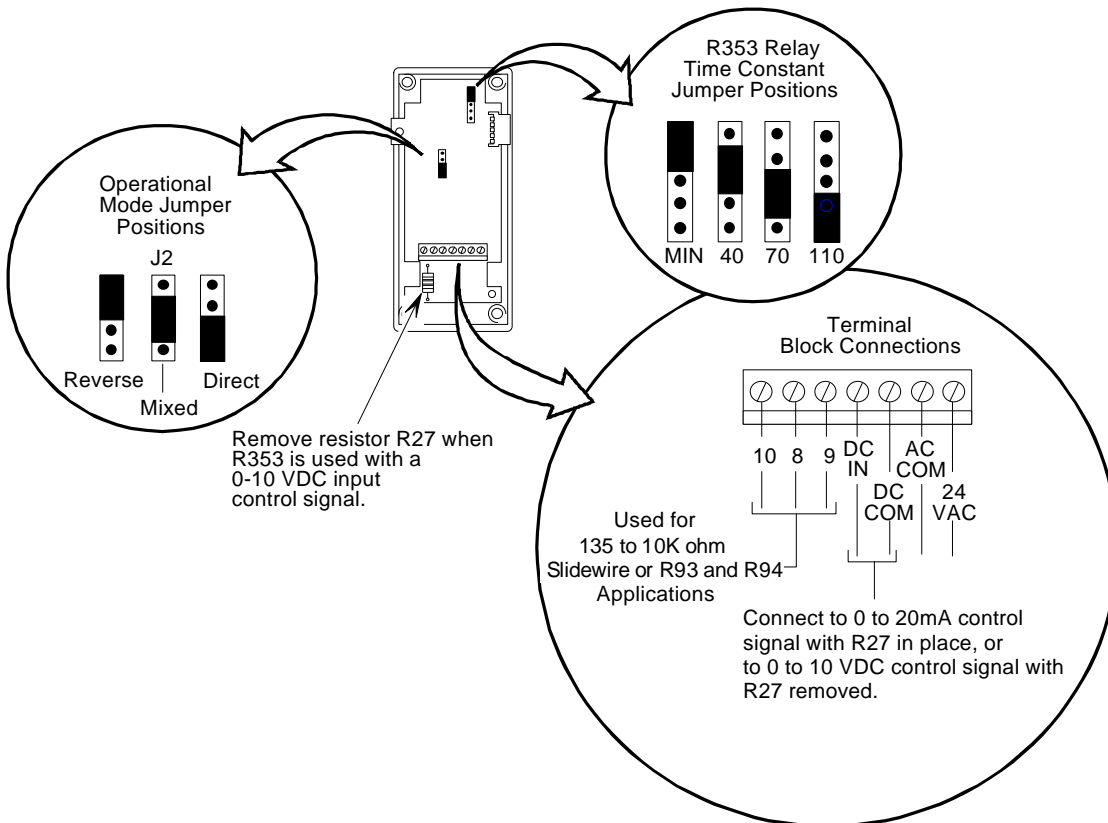 R353 Relay
Time Constant
Jumper Positions
MIN 40 70 110
Operational
Mode Jumper
Positions
J2
Reverse Direct
Mixed
Remove resistor R27 when
R353 is used with a
0-10 VDC input
control signal.
Terminal
Block Connections
10 8 9 DC IN DC COM AC COM 24 VAC
Used for
135 to 10K ohm
Slidewire or R93 and R94
Applications
Connect to 0 to 20mA control
signal with R27 in place, or
to 0 to 10 VDC control signal with
R27 removed.